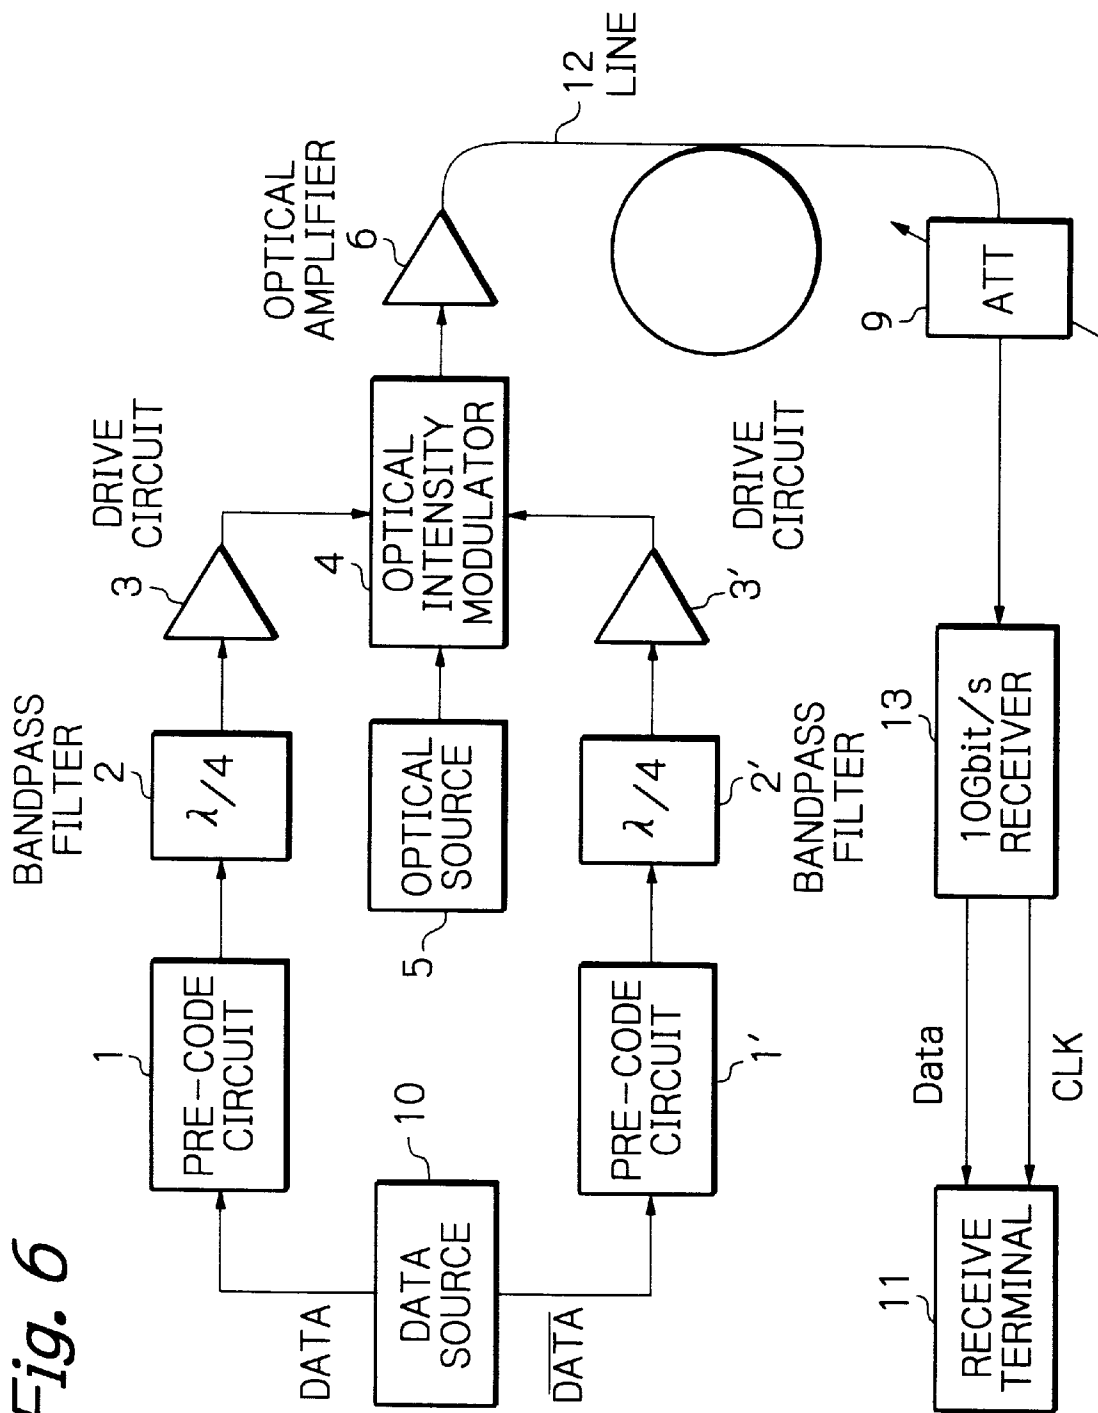 Fig. 6
DATA
SOURCE
10
DATA
DATA
1
PRE-CODE
CIRCUIT
BANDPASS
FILTER
2
λ/4
3
DRIVE
CIRCUIT
5
OPTICAL
SOURCE
4
OPTICAL
INTENSITY
MODULATOR
OPTICAL
AMPLIFIER
6
PRE-CODE
CIRCUIT
1'
λ/4
2'
BANDPASS
FILTER
3'
DRIVE
CIRCUIT
12
LINE
9
ATT
13
10Gbit/s
RECEIVER
Data
CLK
11
RECEIVE
TERMINAL